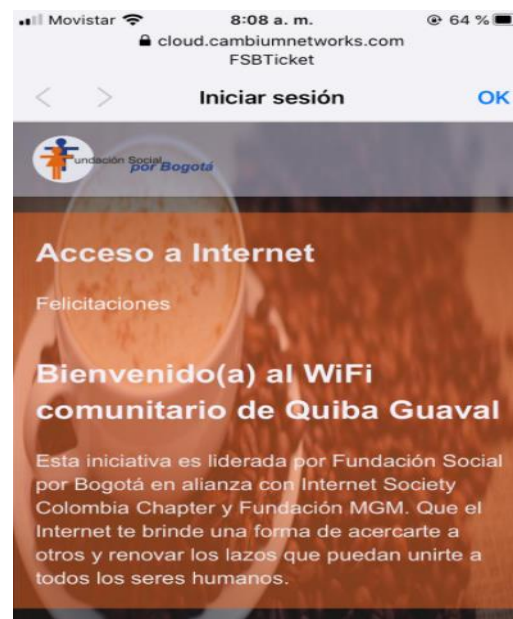 Movistar 8:08 a. m. 64 %
cloud.cambiumnetworks.com
FSBTicket
Iniciar sesión OK
Fundación Social
por Bogotá
Acceso a Internet
Felicitaciones
Bienvenido(a) al WiFi
comunitario de Quiba Guaval
Esta iniciativa es liderada por Fundación Social
por Bogotá en alianza con Internet Society
Colombia Chapter y Fundación MGM. Que el
Internet te brinde una forma de acercarte a
otros y renovar los lazos que puedan unirte a
todos los seres humanos.